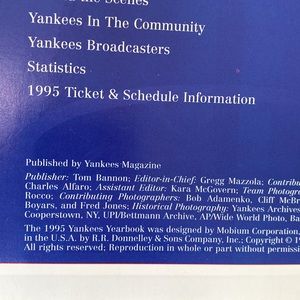 the Scenes
Yankees In The Community
Yankees Broadcasters
Statistics
1995 Ticket & Schedule Information
Published by Yankees Magazine
Publisher: Tom Bannon; Editor-in-Chief: Gregg Mazzola;
Charles Alfaro; Assistant Editor: Kara McGovern; Team
Rocco; Contributing Photographers: Bob Adamenko, Cliff
Boyars, and Fred Jones; Historical Photography: Yankees Archives
Cooperstown, NY, UPI/Bettmann Archive, AP/Wide World Photo,
The 1995 Yankees Yearbook was designed by Mobium Corporation,
in the U.S.A. by R.R. Donnelley & Sons Company, Inc.; Copyright ©
All rights reserved; Reproduction in whole or part without